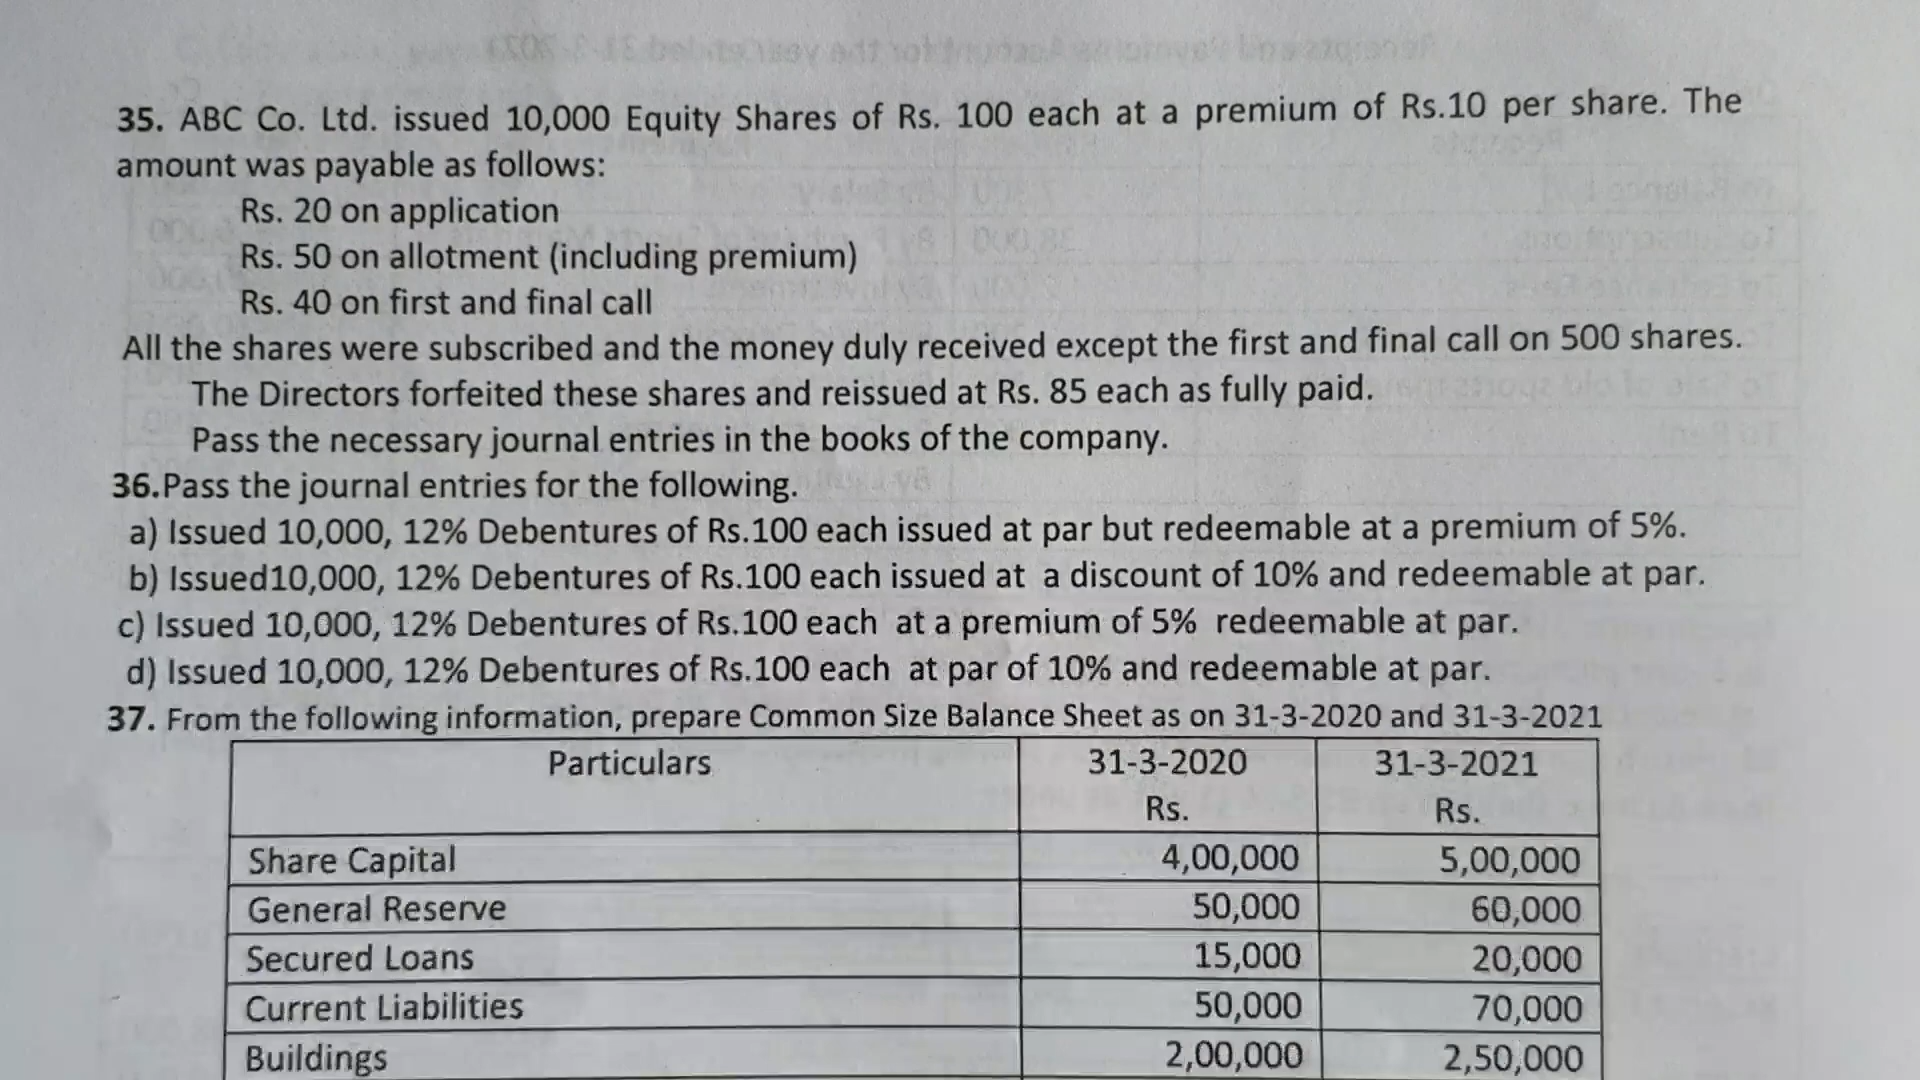 35. ABC Co. Ltd. issued 10,000 Equity Shares of Rs. 100 each at a premium of Rs.10 per share. The
amount was payable as follows:
Rs. 20 on application
Rs. 50 on allotment (including premium)
Rs. 40 on first and final call
All the shares were subscribed and the money duly received except the first and final call on 500 shares.
The Directors forfeited these shares and reissued at Rs. 85 each as fully paid.
Pass the necessary journal entries in the books of the company.
36.Pass the journal entries for the following.
a) Issued 10,000, 12% Debentures of Rs.100 each issued at par but redeemable at a premium of 5%.
b) Issued10,000, 12% Debentures of Rs.100 each issued at a discount of 10% and redeemable at par.
c) Issued 10,000, 12% Debentures of Rs.100 each at a premium of 5% redeemable at par.
d) Issued 10,000, 12% Debentures of Rs.100 each at par of 10% and redeemable at par.
37. From the following information, prepare Common Size Balance Sheet as on 31-3-2020 and 31-3-2021
Particulars 31-3-2020 31-3-2021
Rs. Rs.
Share Capital 4,00,000 5,00,000
General Reserve 50,000 60,000
Secured Loans 15,000 20,000
Current Liabilities 50,000 70,000
Buildings 2,00,000 2,50,000